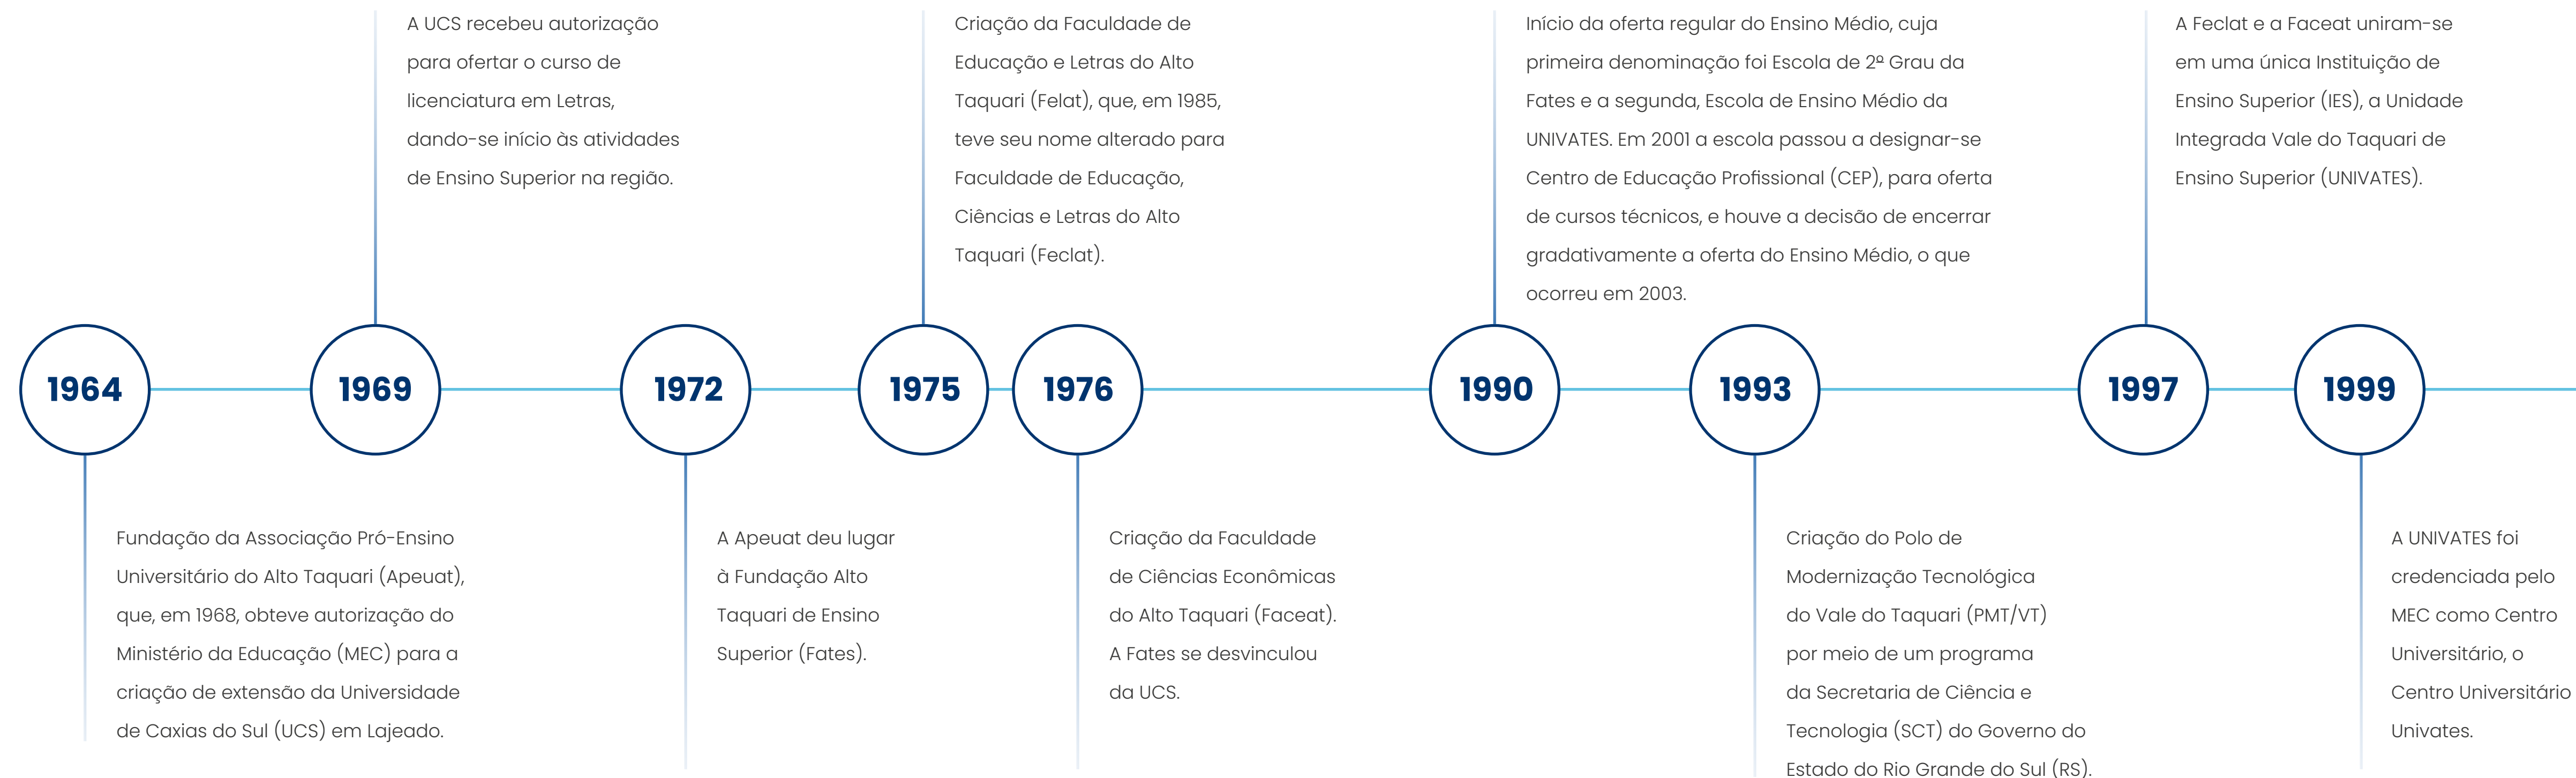 A UCS recebeu autorização
para ofertar o curso de
licenciatura em Letras,
dando-se início às atividades
de Ensino Superior na região.
Criação da Faculdade de
Educação e Letras do Alto
Taquari (Felat), que, em 1985,
teve seu nome alterado para
Faculdade de Educação,
Ciências e Letras do Alto
Taquari (Feclat).
Início da oferta regular do Ensino Médio, cuja
primeira denominação foi Escola de 2º Grau da
Fates e a segunda, Escola de Ensino Médio da
UNIVATES. Em 2001 a escola passou a designar-se
Centro de Educação Profissional (CEP), para oferta
de cursos técnicos, e houve a decisão de encerrar
gradativamente a oferta do Ensino Médio, o que
ocorreu em 2003.
A Feclat e a Faceat uniram-se
em uma única Instituição de
Ensino Superior (IES), a Unidade
Integrada Vale do Taquari de
Ensino Superior (UNIVATES).
1964
1969
1972
1975
1976
1990
1993
1997
1999
Fundação da Associação Pró-Ensino
Universitário do Alto Taquari (Apeuat),
que, em 1968, obteve autorização do
Ministério da Educação (MEC) para a
criação de extensão da Universidade
de Caxias do Sul (UCS) em Lajeado.
A Apeuat deu lugar
à Fundação Alto
Taquari de Ensino
Superior (Fates).
Criação da Faculdade
de Ciências Econômicas
do Alto Taquari (Faceat).
A Fates se desvinculou
da UCS.
Criação do Polo de
Modernização Tecnológica
do Vale do Taquari (PMT/VT)
por meio de um programa
da Secretaria de Ciência e
Tecnologia (SCT) do Governo do
Estado do Rio Grande do Sul (RS).
A UNIVATES foi
credenciada pelo
MEC como Centro
Universitário, o
Centro Universitário
Univates.